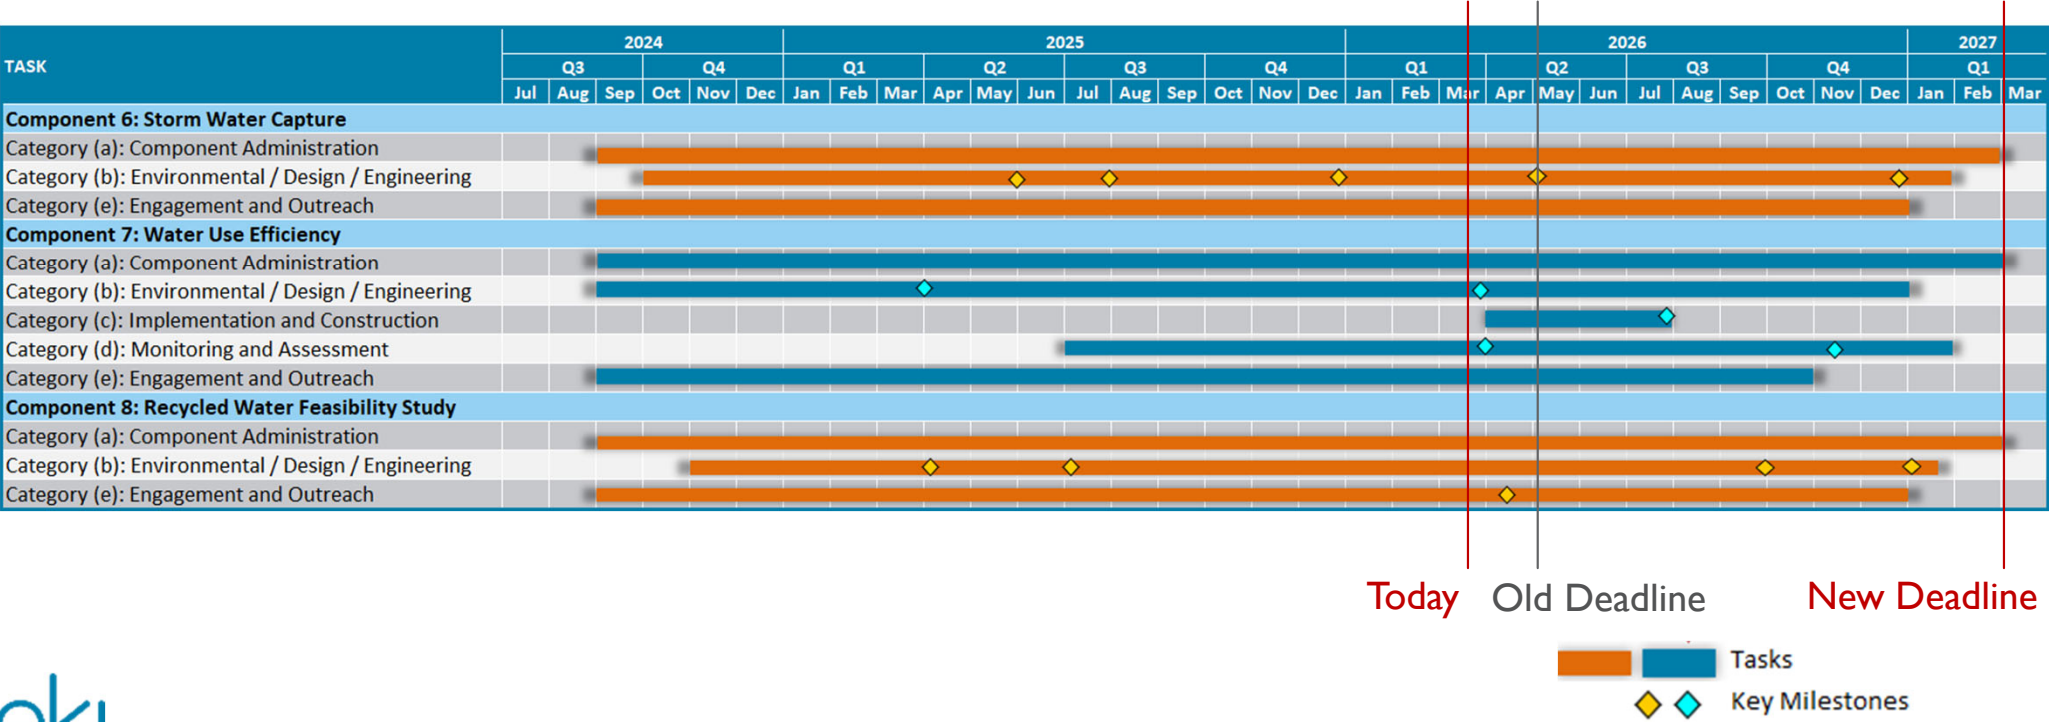 2024 2025 2026 2027
TASK
Q3 Q4 Q1 Q2 Q3 Q4 Q1 Q2 Q3 Q4 Q1
Jul Aug Sep Oct Nov Dec Jan Feb Mar Apr May Jun Jul Aug Sep Oct Nov Dec Jan Feb Mar Apr May Jun Jul Aug Sep Oct Nov Dec Jan Feb Mar
Component 6: Storm Water Capture
Category (a): Component Administration
Category (b): Environmental / Design / Engineering
Category (e): Engagement and Outreach
Component 7: Water Use Efficiency
Category (a): Component Administration
Category (b): Environmental / Design / Engineering
Category (c): Implementation and Construction
Category (d): Monitoring and Assessment
Category (e): Engagement and Outreach
Component 8: Recycled Water Feasibility Study
Category (a): Component Administration
Category (b): Environmental / Design / Engineering
Category (e): Engagement and Outreach
Today Old Deadline New Deadline
Tasks
Key Milestones